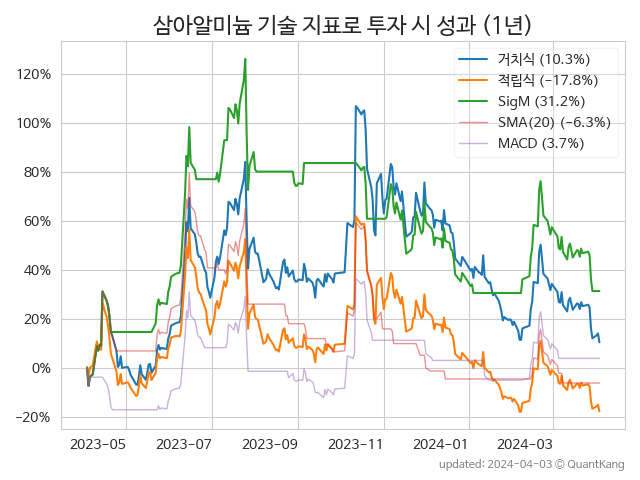 삼아알미늄 기술 지표로 투자 시 성과 (1년)
거치식 (10.3%)
적립식 (−17.8%)
SigM (31.2%)
SMA(20) (−6.3%)
MACD (3.7%)
120%
100%
80%
60%
40%
20%
0%
−20%
2023-05 2023-07 2023-09 2023-11 2024-01 2024-03
updated: 2024-04-03 ⓒ QuantKang